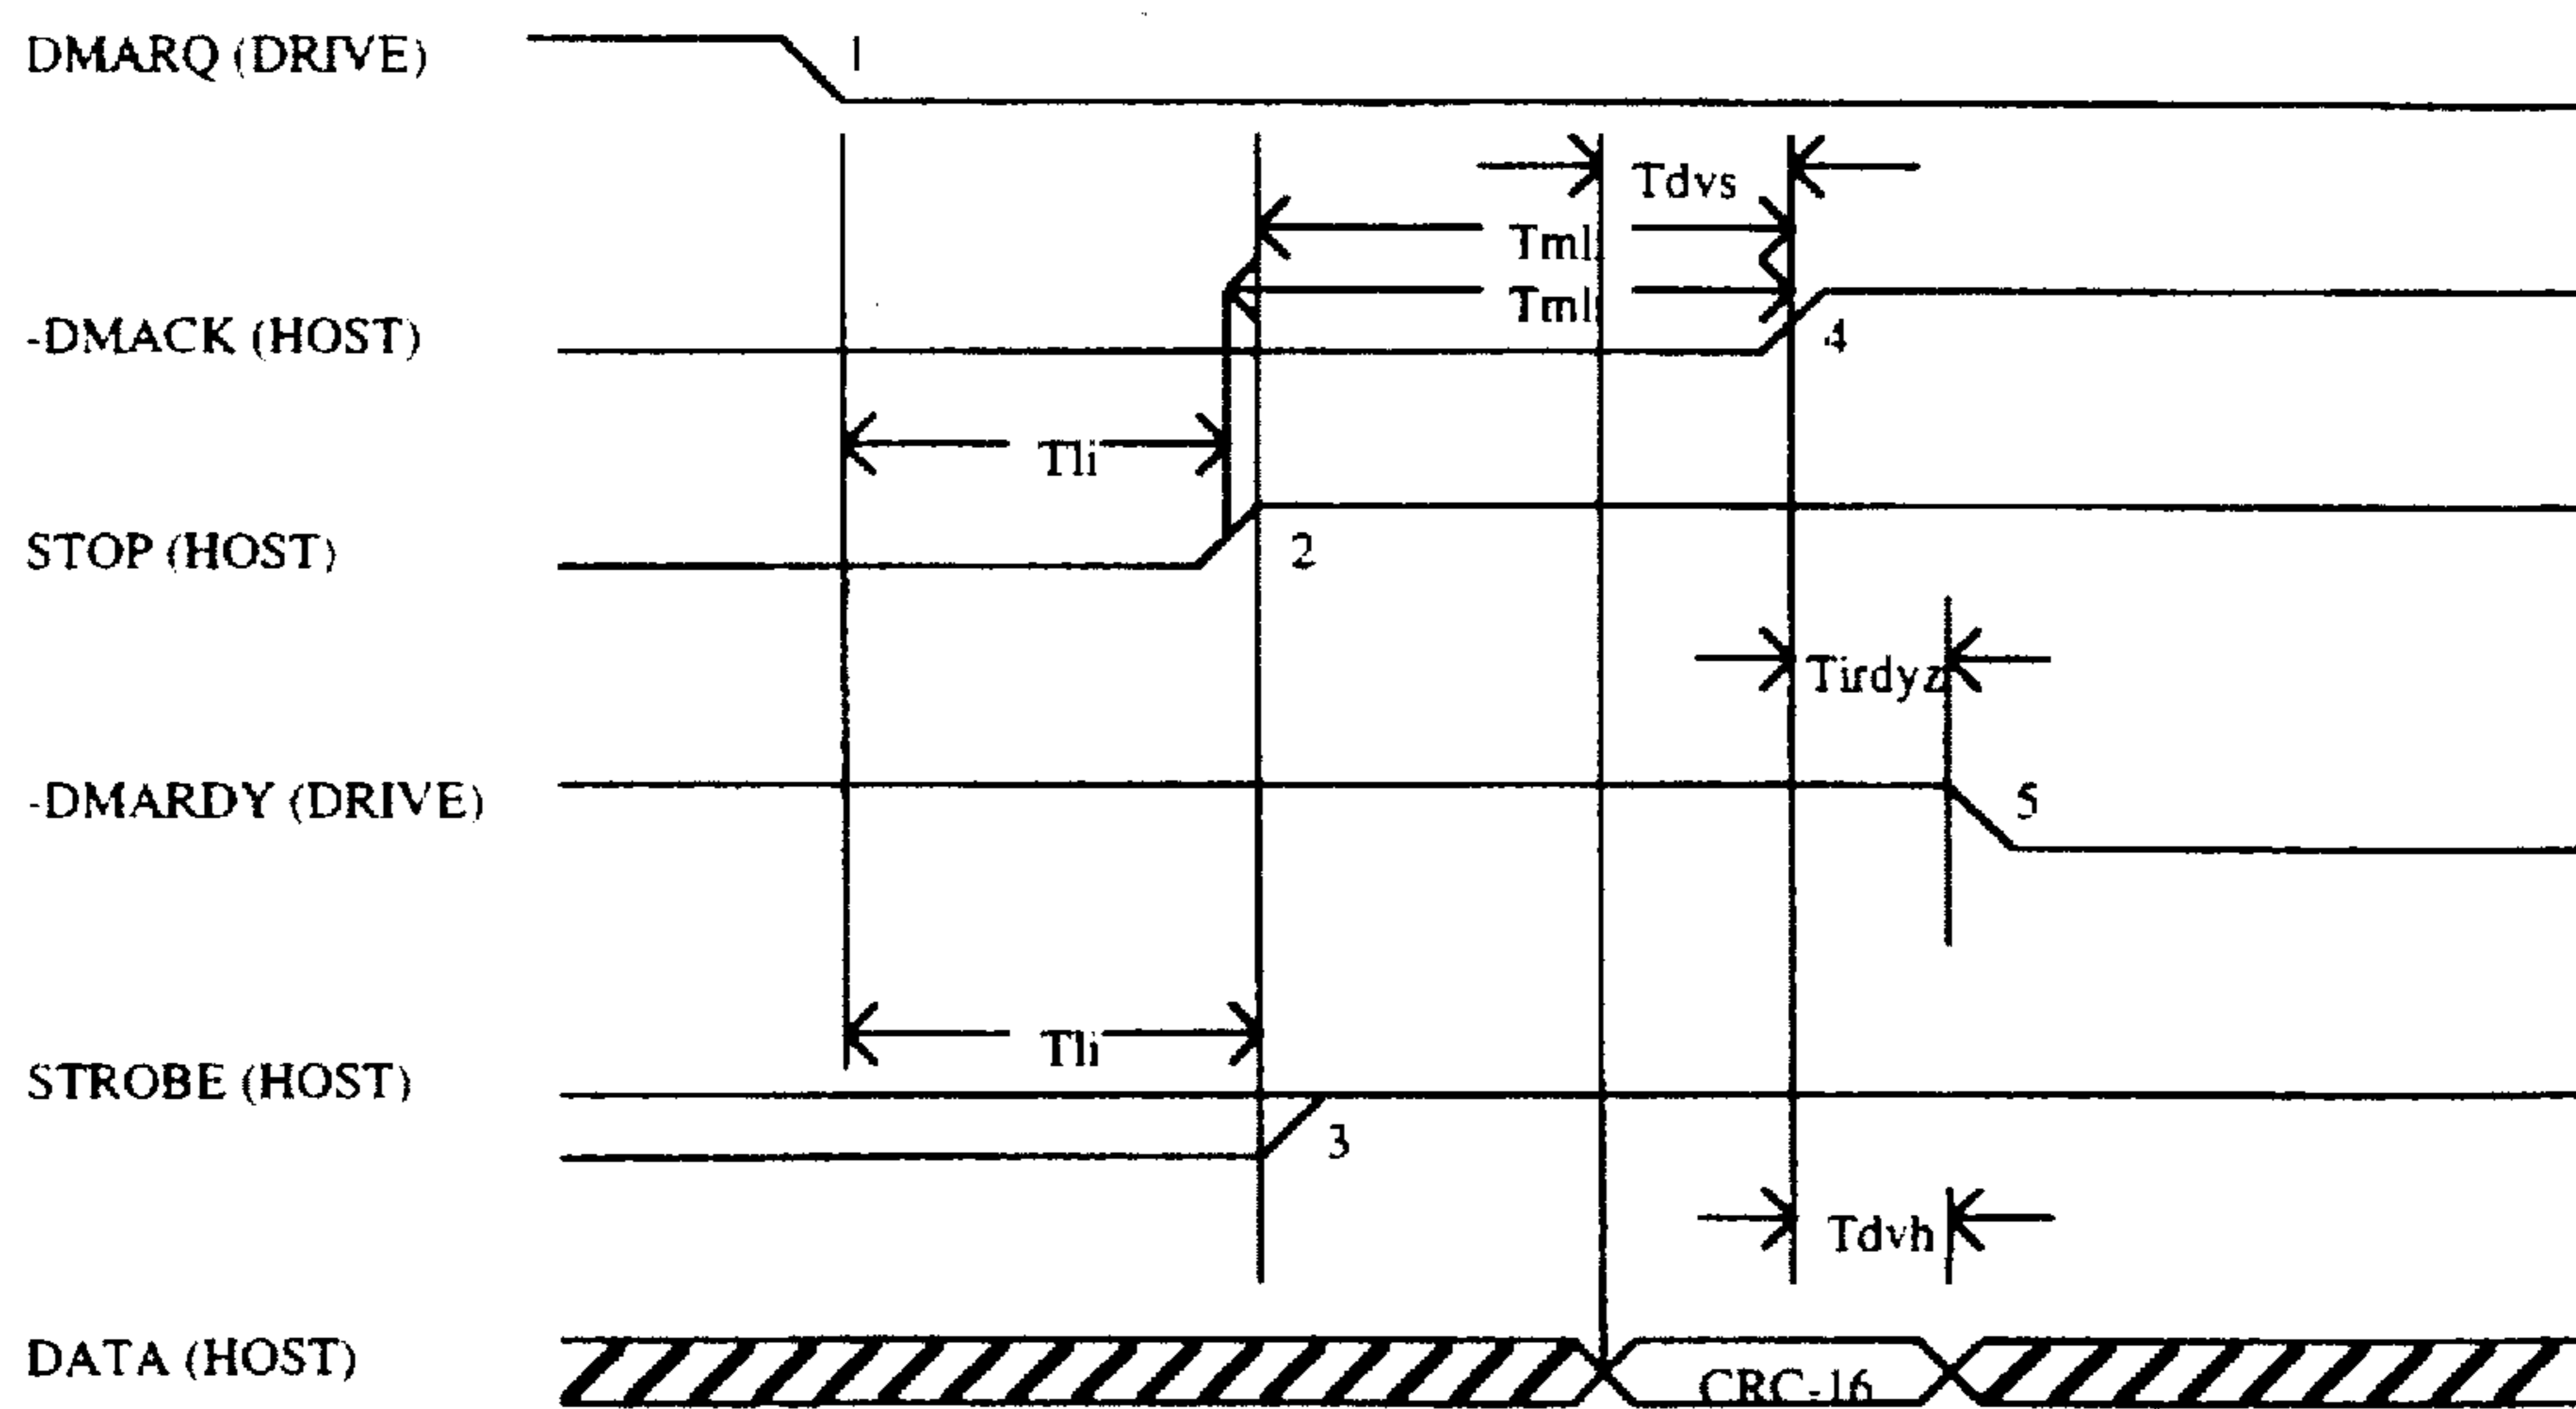 DMARQ (DRIVE)
1
Tdvs
Tml
Tml
-DMACK (HOST)
4
Tli
STOP (HOST)
2
Tirdyz
-DMARDY (DRIVE)
5
Tli
STROBE (HOST)
3
Tdvh
DATA (HOST)
CRC-16